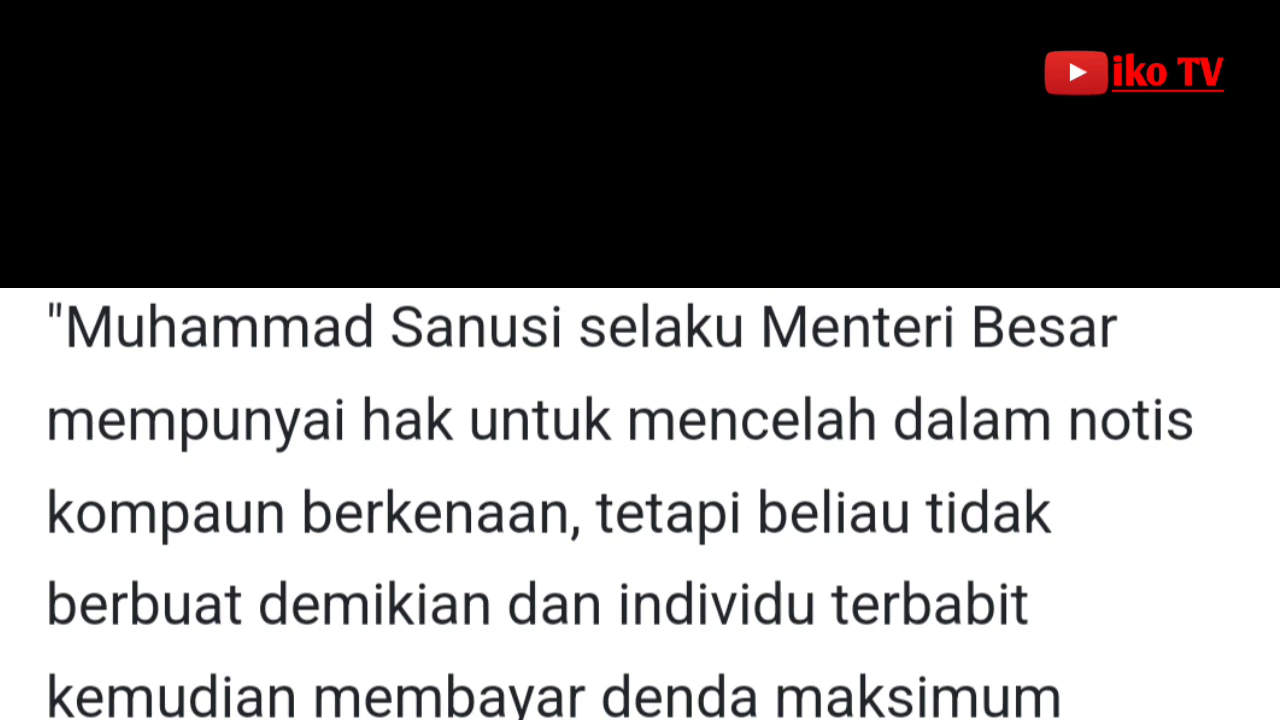 iko TV
"Muhammad Sanusi selaku Menteri Besar
mempunyai hak untuk mencelah dalam notis
kompaun berkenaan, tetapi beliau tidak
berbuat demikian dan individu terbabit
kemudian membayar denda maksimum